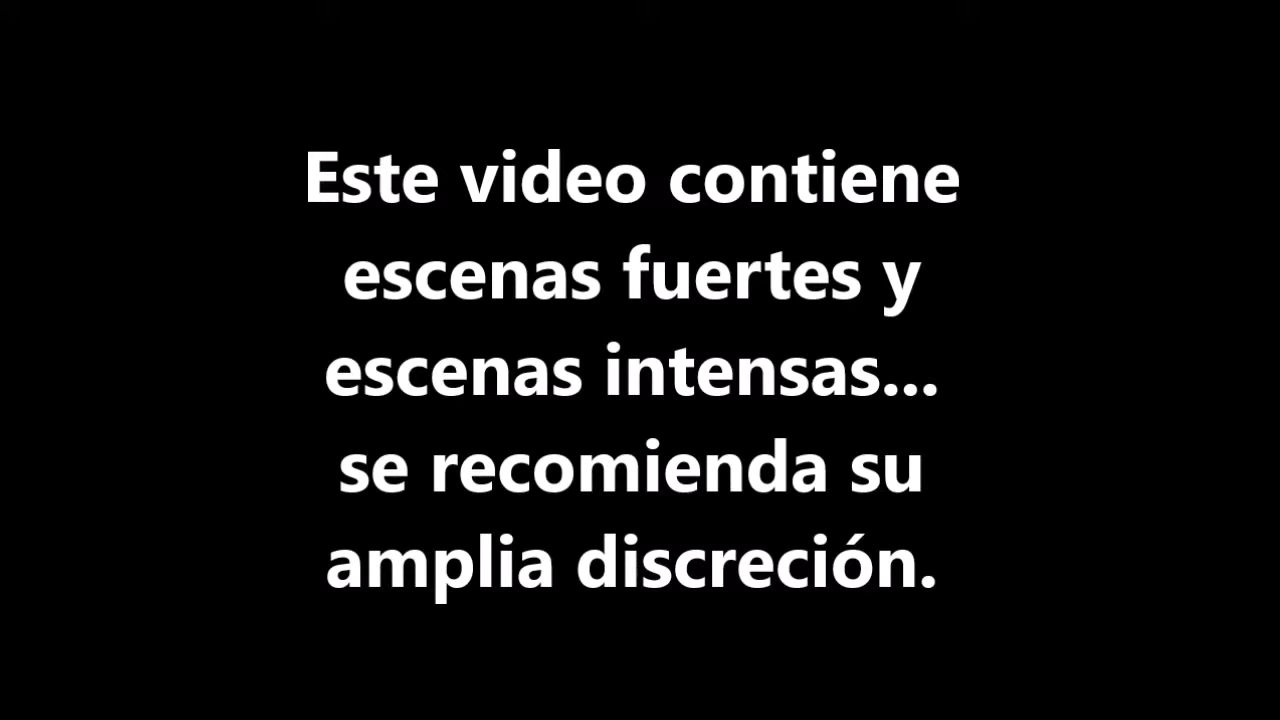 Este video contiene
escenas fuertes y
escenas intensas...
se recomienda su
amplia discreción.